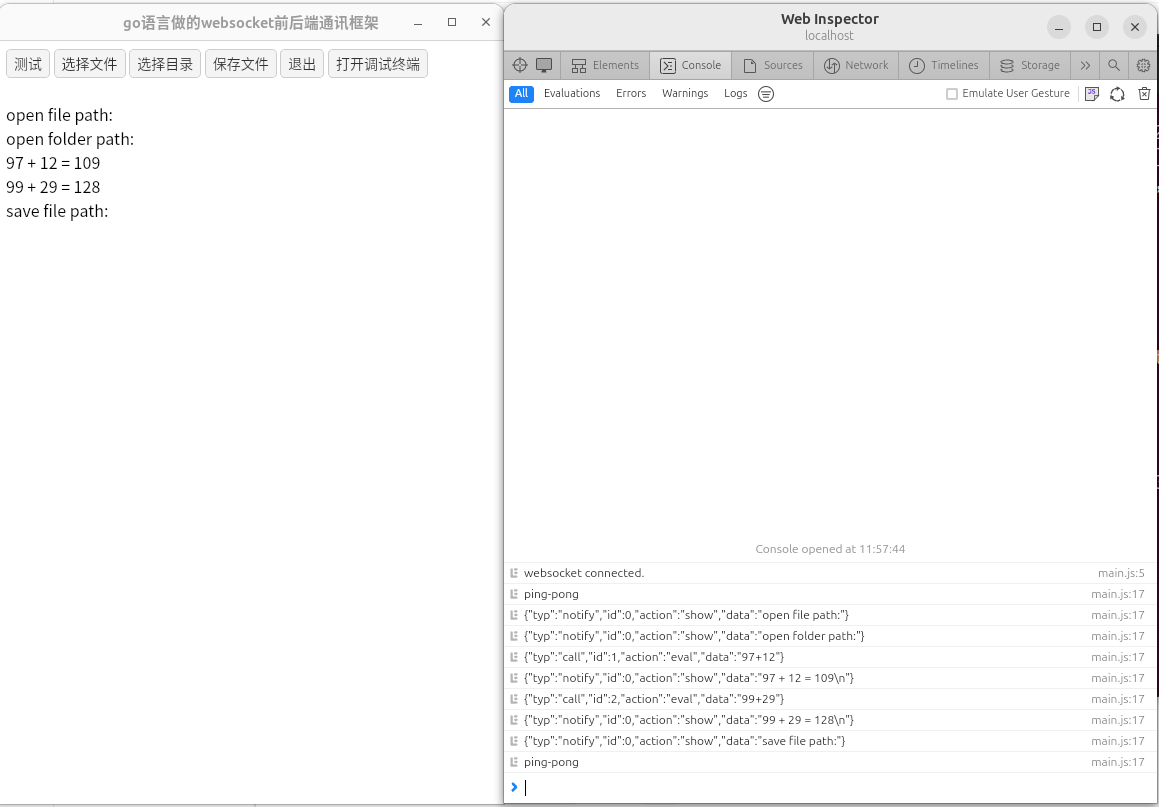 go语言做的websocket前后端通讯框架
测试 选择文件 选择目录 保存文件 退出 打开调试终端
open file path:
open folder path:
97 + 12 = 109
99 + 29 = 128
save file path:
Web Inspector
localhost
Elements Console Sources Network Timelines Storage
All Evaluations Errors Warnings Logs Emulate User Gesture JS
Console opened at 11:57:44
websocket connected. main.js:5
ping-pong main.js:17
{"typ":"notify","id":0,"action":"show","data":"open file path:"} main.js:17
{"typ":"notify","id":0,"action":"show","data":"open folder path:"} main.js:17
{"typ":"call","id":1,"action":"eval","data":"97+12"} main.js:17
{"typ":"notify","id":0,"action":"show","data":"97 + 12 = 109\n"} main.js:17
{"typ":"call","id":2,"action":"eval","data":"99+29"} main.js:17
{"typ":"notify","id":0,"action":"show","data":"99 + 29 = 128\n"} main.js:17
{"typ":"notify","id":0,"action":"show","data":"save file path:"} main.js:17
ping-pong main.js:17